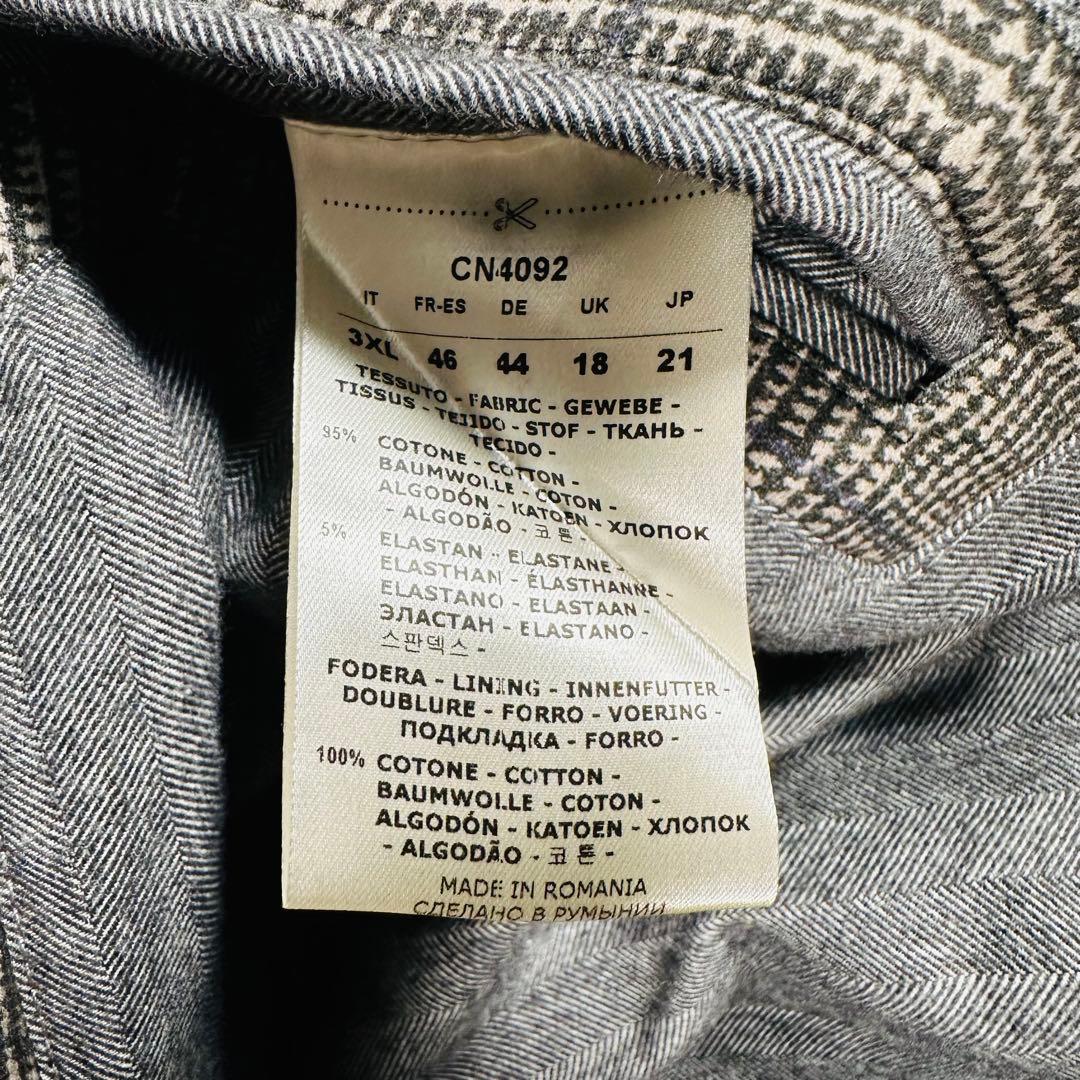 CN4092
IT FR-ES DE UK JP
3XL 46 44 18 21
TESSUTO - FABRIC - GEWEBE -
TISSUS - TEJIDO - STOF - ТКАНЬ -
TECIDO -
95% COTONE - COTTON -
BAUMWOLLE - COTON -
ALGODÓN - KATOEN - ХЛОПОК
- ALGODÃO - 코튼 -
5% ELASTAN - ELASTANE -
ELASTHAN - ÉLASTHANNE -
ELASTANO - ELASTAAN -
ЭЛАСТАН - ELASTANO -
스판덱스 -
FODERA - LINING - INNENFUTTER -
DOUBLURE - FORRO - VOERING -
ПОДКЛАДКА - FORRO -
100% COTONE - COTTON -
BAUMWOLLE - COTON -
ALGODÓN - KATOEN - ХЛОПОК
- ALGODÃO - 코튼 -
MADE IN ROMANIA
СДЕЛАНО В РУМЫНИИ